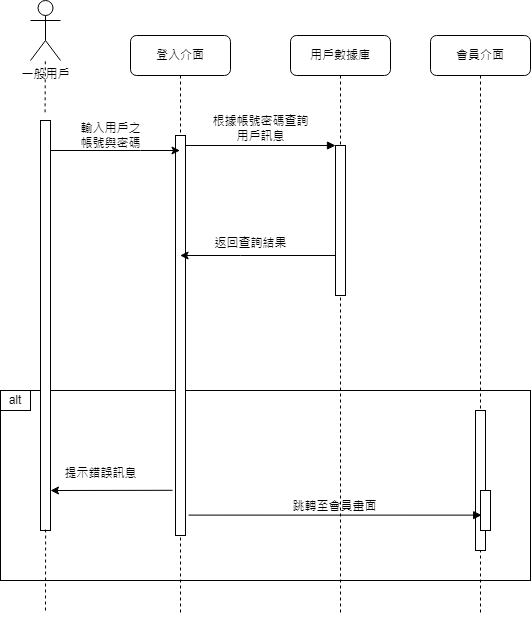 一般用戶
登入介面
用戶數據庫
會員介面
輸入用戶之
帳號與密碼
根據帳號密碼查詢
用戶訊息
返回查詢結果
alt
提示錯誤訊息
跳轉至會員畫面